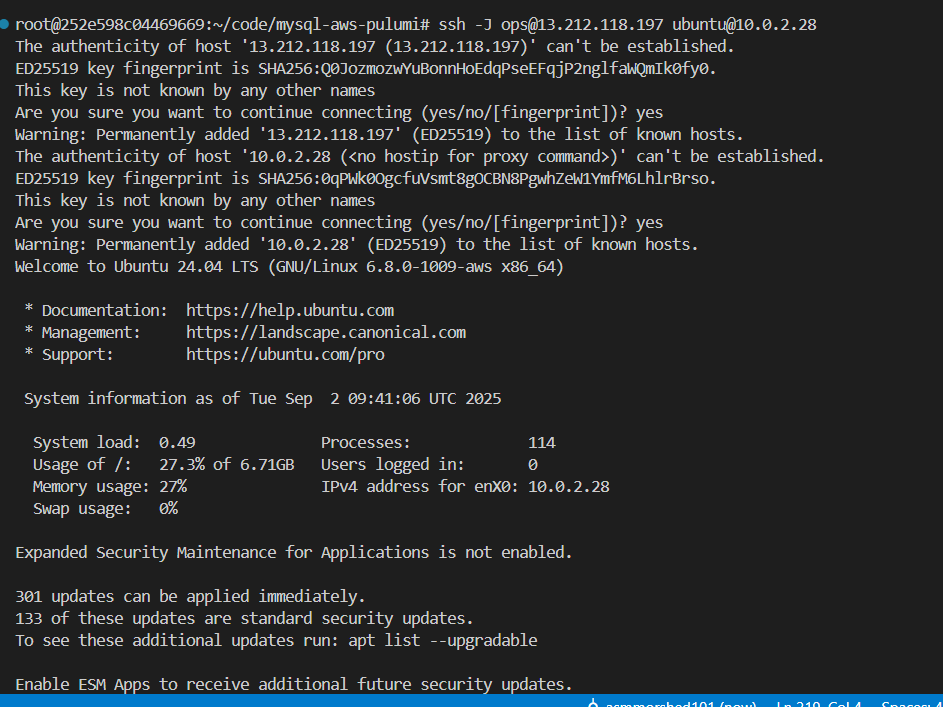 root@252e598c04469669:~/code/mysql-aws-pulumi# ssh -J ops@13.212.118.197 ubuntu@10.0.2.28
The authenticity of host '13.212.118.197 (13.212.118.197)' can't be established.
ED25519 key fingerprint is SHA256:Q0JozmozwYuBonnHoEdqPseEFqjP2nglfaWQmIk0fy0.
This key is not known by any other names
Are you sure you want to continue connecting (yes/no/[fingerprint])? yes
Warning: Permanently added '13.212.118.197' (ED25519) to the list of known hosts.
The authenticity of host '10.0.2.28 (<no hostip for proxy command>)' can't be established.
ED25519 key fingerprint is SHA256:0qPWk0OgcfuVsmt8gOCBN8PgwhZeW1YmfM6LhlrBrso.
This key is not known by any other names
Are you sure you want to continue connecting (yes/no/[fingerprint])? yes
Warning: Permanently added '10.0.2.28' (ED25519) to the list of known hosts.
Welcome to Ubuntu 24.04 LTS (GNU/Linux 6.8.0-1009-aws x86_64)
* Documentation: https://help.ubuntu.com
* Management: https://landscape.canonical.com
* Support: https://ubuntu.com/pro
System information as of Tue Sep 2 09:41:06 UTC 2025
System load: 0.49 Processes: 114
Usage of /: 27.3% of 6.71GB Users logged in: 0
Memory usage: 27% IPv4 address for enX0: 10.0.2.28
Swap usage: 0%
Expanded Security Maintenance for Applications is not enabled.
301 updates can be applied immediately.
133 of these updates are standard security updates.
To see these additional updates run: apt list --upgradable
Enable ESM Apps to receive additional future security updates.